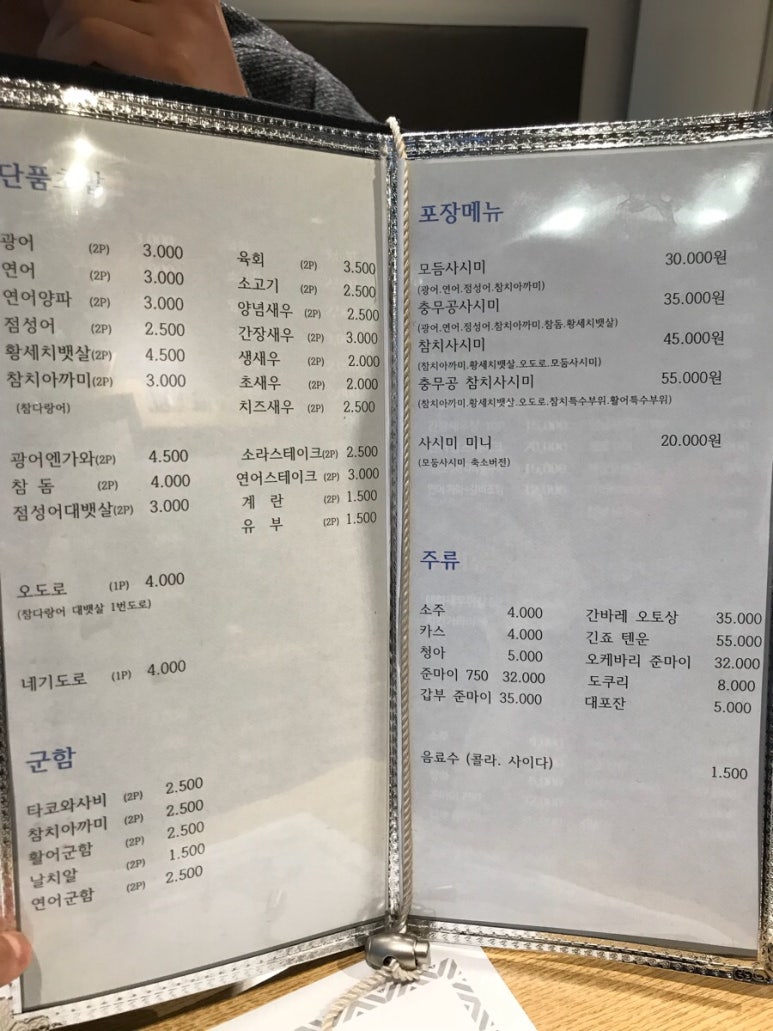 단품
광어 (2P) 3.000
연어 (2P) 3.000
연어양파 (2P) 3.000
점성어 (2P) 2.500
황세치뱃살(2P) 4.500
참치아까미(2P) 3.000
(참다랑어)
광어엔가와(2P) 4.500
참 돔 (2P) 4.000
점성어대뱃살(2P) 3.000
오도로 (1P) 4.000
(참다랑어 대뱃살 1번도로)
네기도로 (1P) 4.000
군함
타코와사비 (2P) 2.500
참치아까미 (2P) 2.500
활어군함 (2P) 2.500
날치알 (2P) 1.500
연어군함 (2P) 2.500
육회 (2P) 3.500
소고기 (2P) 2.500
양념새우 (2P) 2.500
간장새우 (2P) 3.000
생새우 (2P) 2.000
초새우 (2P) 2.000
치즈새우 (2P) 2.500
소라스테이크(2P) 2.500
연어스테이크 (2P) 3.000
계 란 (2P) 1.500
유 부 (2P) 1.500
포장메뉴
모듬사시미 30.000원
(광어.연어.점성어.참치아까미)
충무공사시미 35.000원
(광어.연어.점성어.참치아까미.참돔.황세치뱃살)
참치사시미 45.000원
(참치아까미.황세치뱃살.오도로.모둠사시미)
충무공 참치사시미 55.000원
(참치아까미.황세치뱃살.오도로.참치특수부위.활어특수부위)
사시미 미니 20.000원
(모둠사시미 축소버전)
주류
소주 4.000
카스 4.000
청아 5.000
준마이 750 32.000
갑부 준마이 35.000
간바레 오토상 35.000
긴죠 텐운 55.000
오케바리 준마이 32.000
도쿠리 8.000
대포잔 5.000
음료수 (콜라. 사이다) 1.500